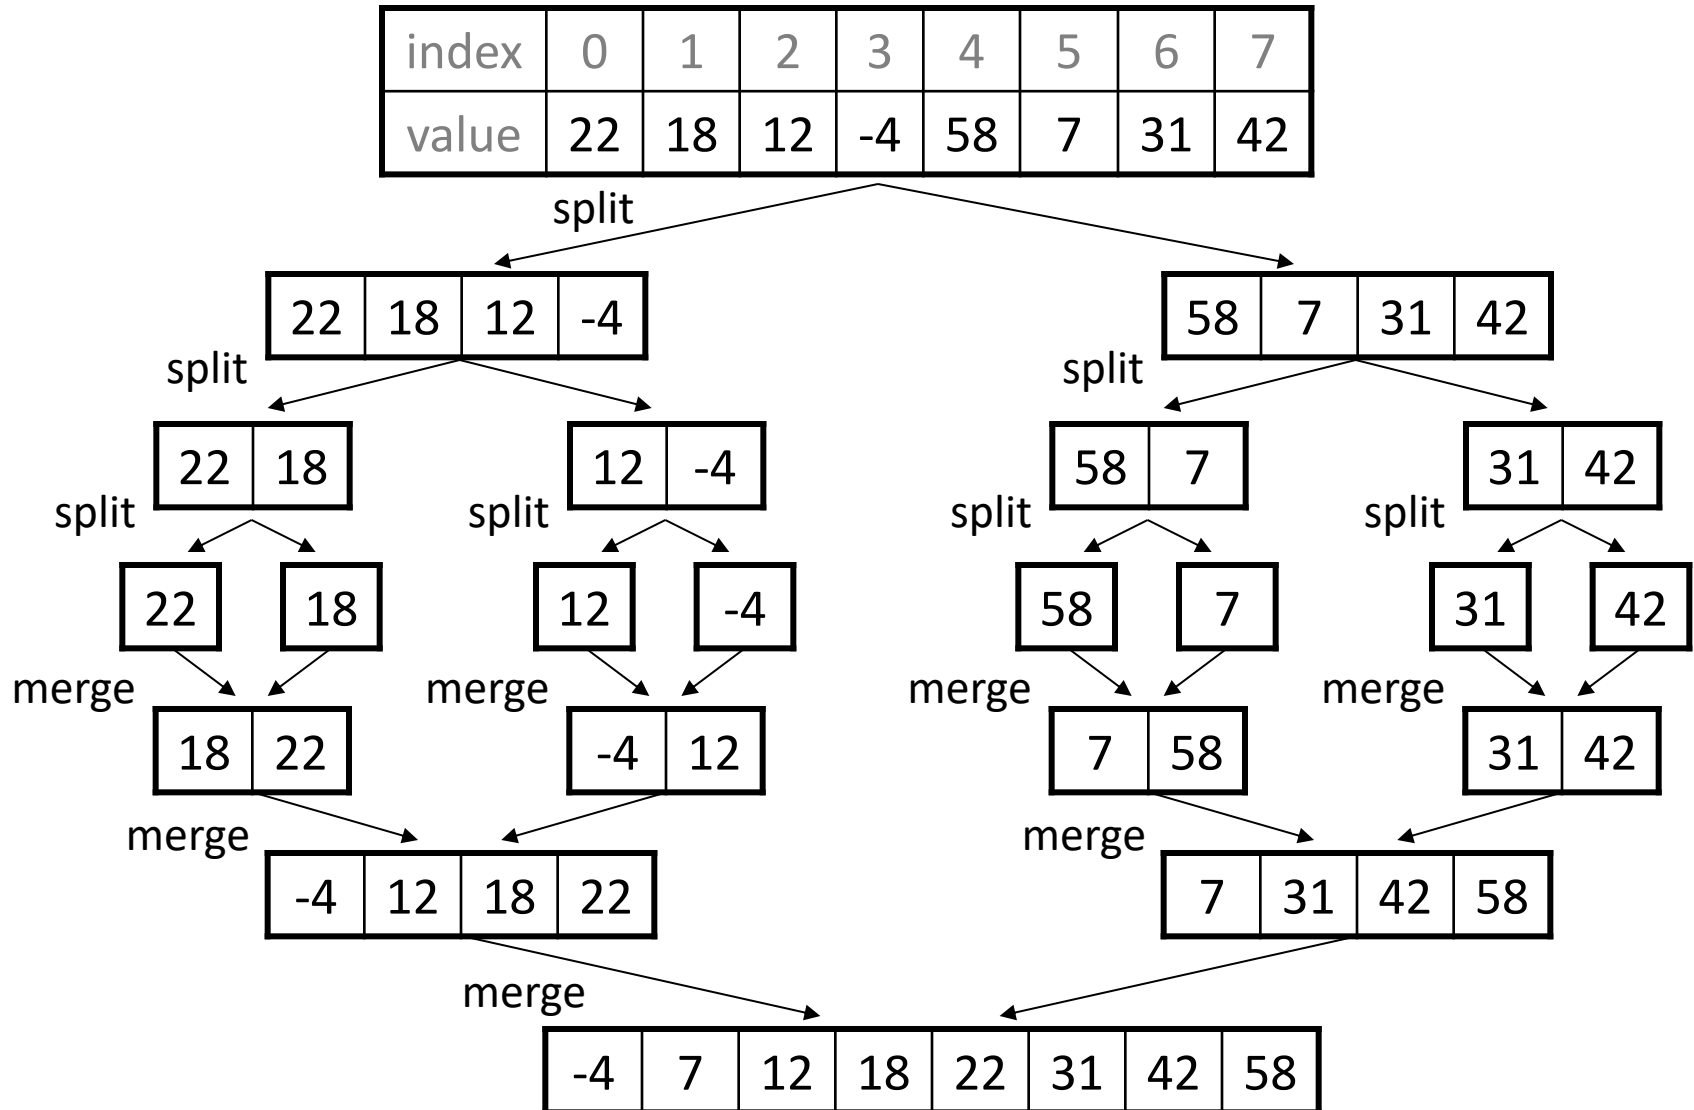 index 0 1 2 3 4 5 6 7
value 22 18 12 -4 58 7 31 42
split
22 18 12 -4 58 7 31 42
split split
22 18 12 -4 58 7 31 42
split split split split
22 18 12 -4 58 7 31 42
merge merge merge merge
18 22 -4 12 7 58 31 42
merge merge
-4 12 18 22 7 31 42 58
merge
-4 7 12 18 22 31 42 58